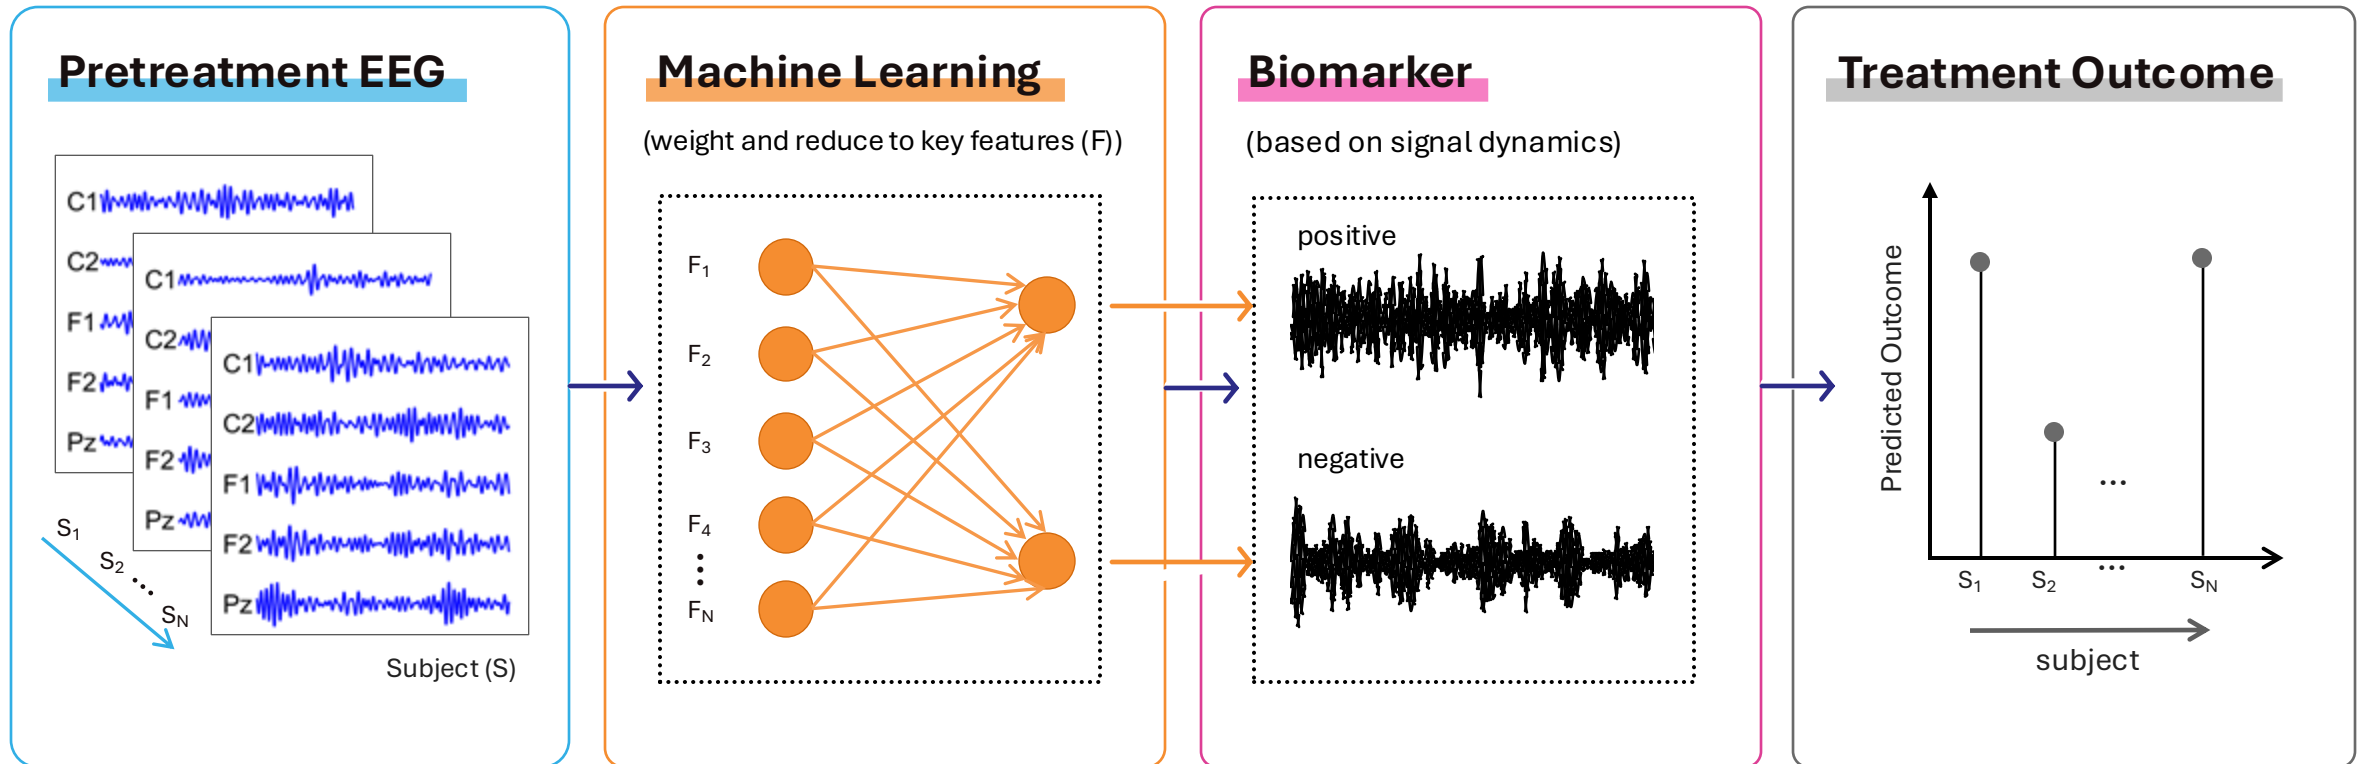 Pretreatment EEG
C1
C2
F1
F2
Pz
C1
C2
F1
F2
Pz
C1
C2
F1
F2
Pz
S1
S2
SN
Subject (S)
Machine Learning
(weight and reduce to key features (F))
F1
F2
F3
F4
FN
Biomarker
(based on signal dynamics)
positive
negative
Treatment Outcome
Predicted Outcome
...
S1 S2 ... SN
subject